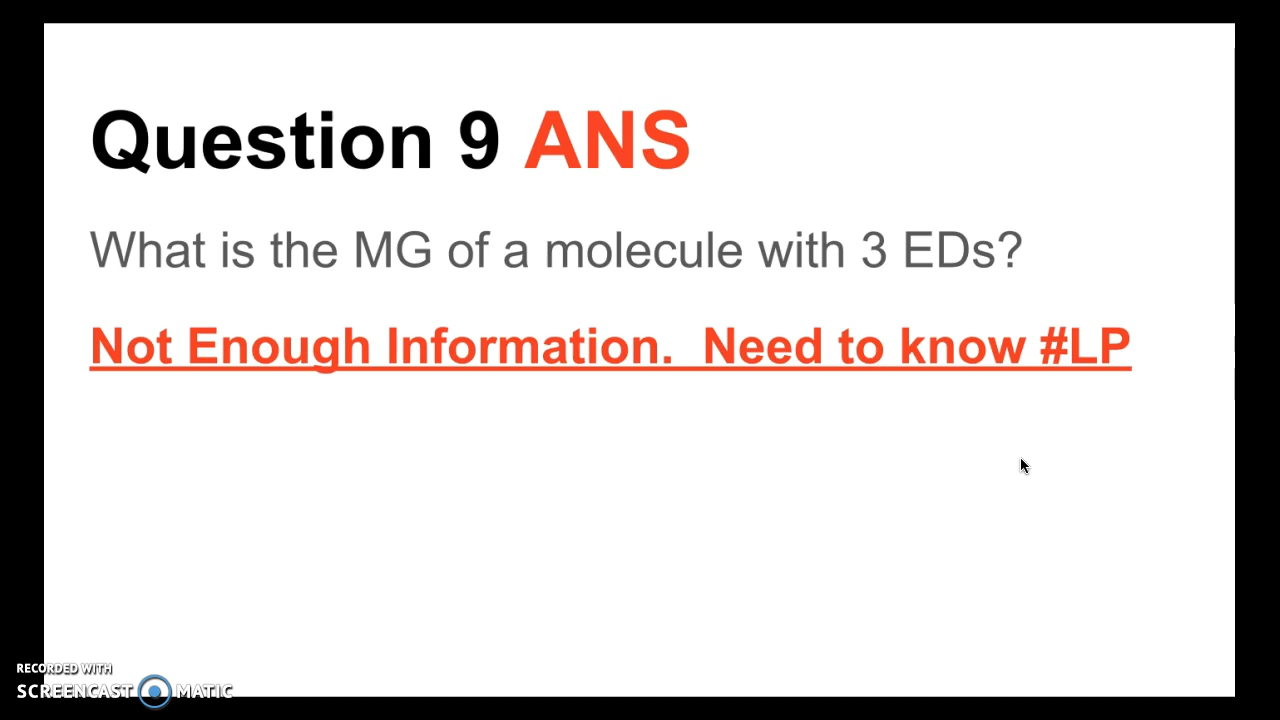 Question 9 ANS
What is the MG of a molecule with 3 EDs?
Not Enough Information.  Need to know #LP
RECORDED WITH
SCREENCAST MATIC